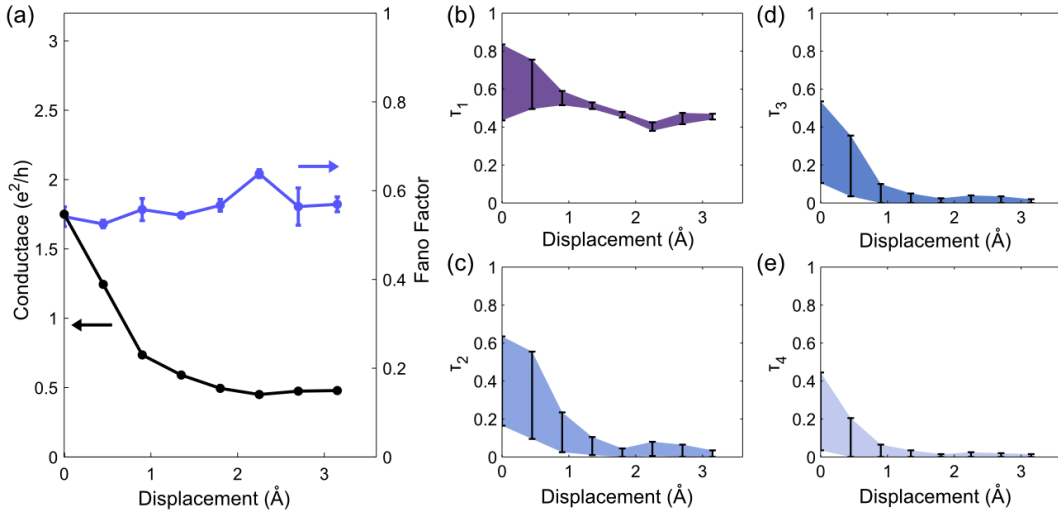 (a)
3
2.5
2
1.5
1
0.5
0
Conductace (e²/h)
1
0.8
0.6
0.4
0.2
0
Fano Factor
0 1 2 3
Displacement (Å)
(b)
1
0.8
0.6
0.4
0.2
0
τ₁
0 1 2 3
Displacement (Å)
(c)
1
0.8
0.6
0.4
0.2
0
τ₂
0 1 2 3
Displacement (Å)
(d)
1
0.8
0.6
0.4
0.2
0
τ₃
0 1 2 3
Displacement (Å)
(e)
1
0.8
0.6
0.4
0.2
0
τ₄
0 1 2 3
Displacement (Å)